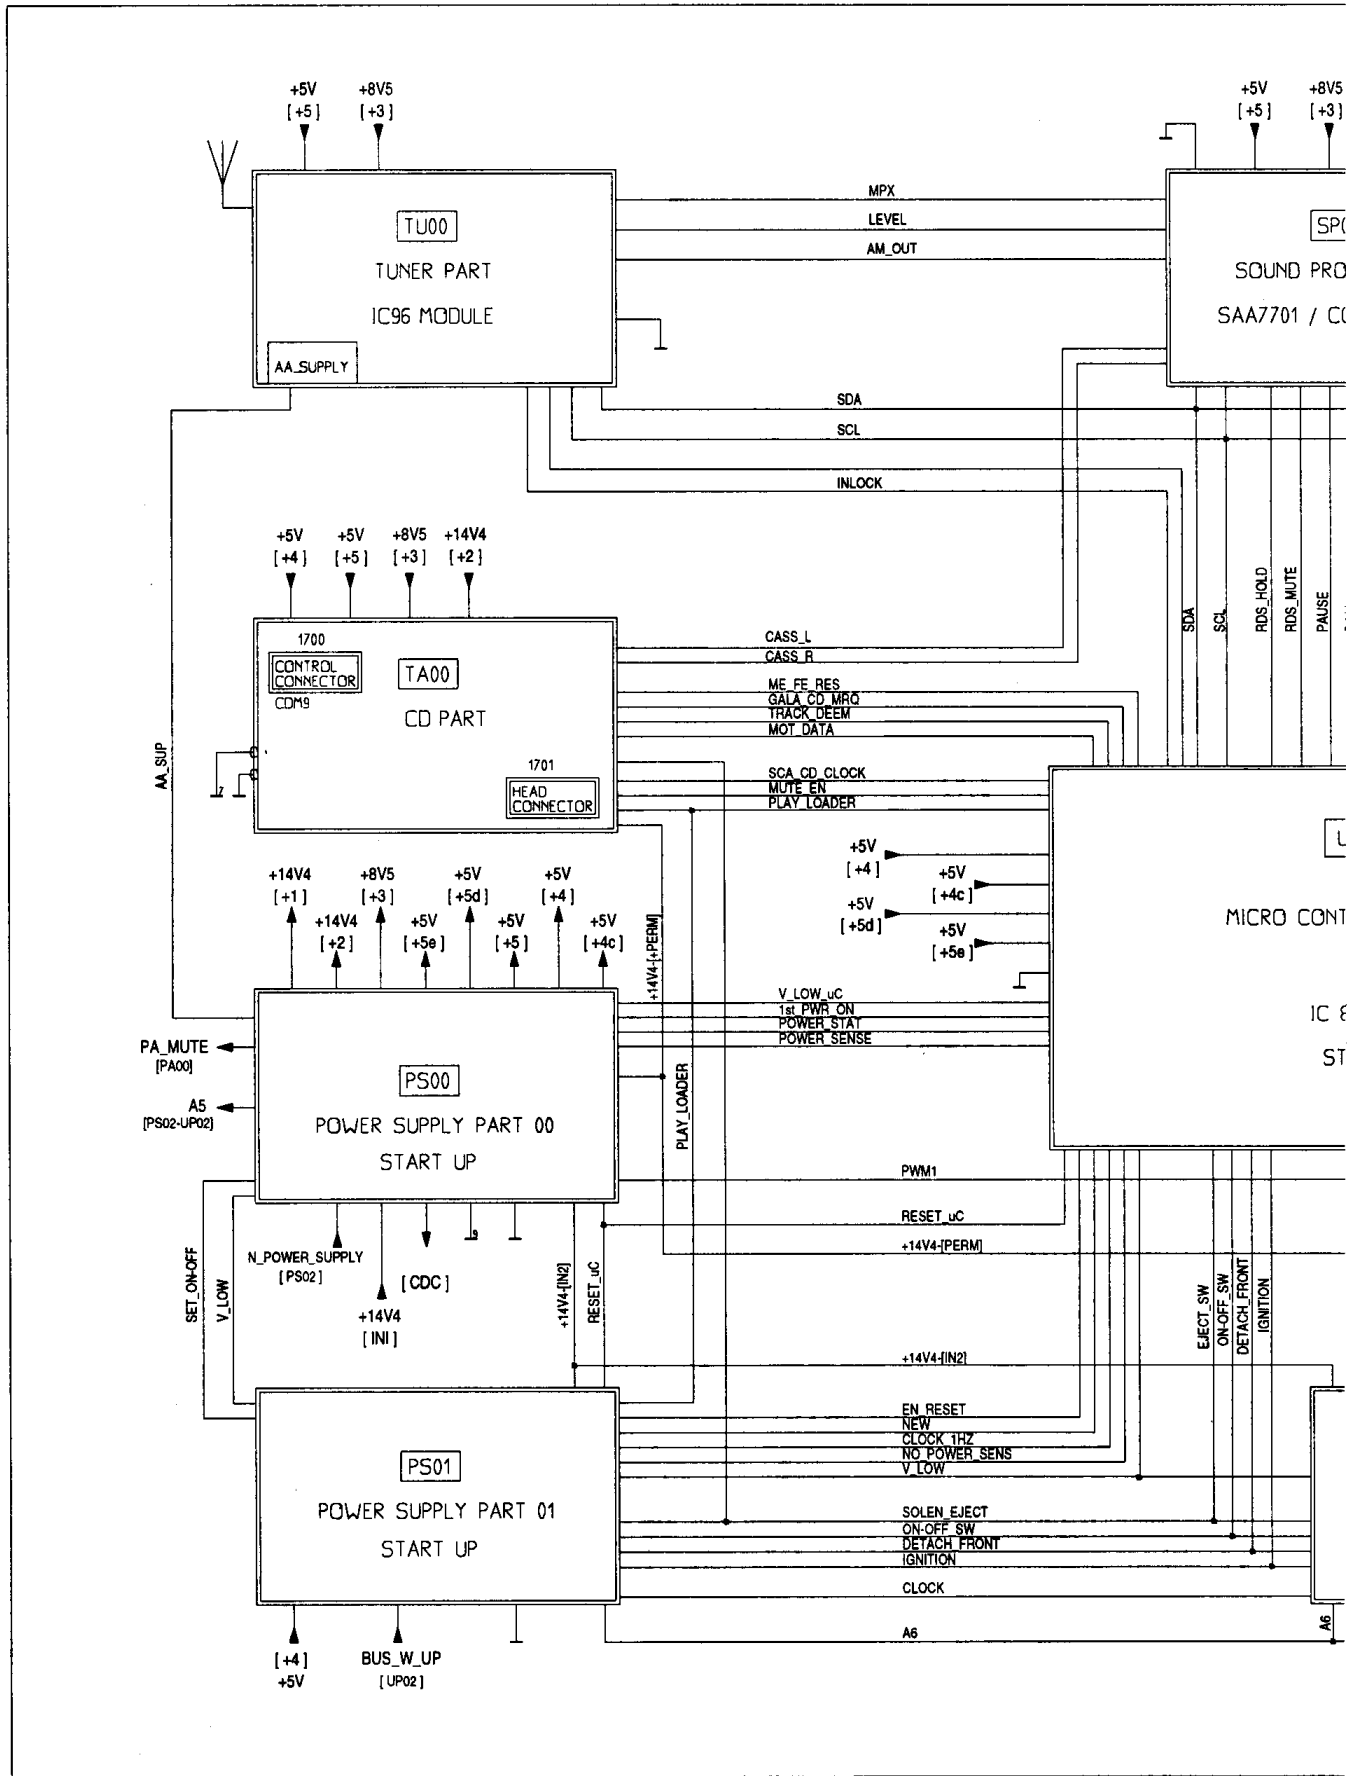 +5V
[+5]
+8V5
[+3]
+5V
[+5]
+8V5
[+3]
TU00
TUNER PART
IC96 MODULE
AA_SUPPLY
MPX
LEVEL
AM_OUT
SOUND PRO
SAA7701 / CO
SDA
SCL
INLOCK
+5V
[+4]
+5V
[+5]
+8V5
[+3]
+14V4
[+2]
SDA
SCL
RDS_HOLD
RDS_MUTE
PAUSE
1700
CONTROL
CONNECTOR
CDM9
TA00
CD PART
1701
HEAD
CONNECTOR
AA_SUP
CASS_L
CASS_R
ME_FE_RES
GALA_CD_MRQ
TRACK_DEEM
MOT_DATA
SCA_CD_CLOCK
MUTE_EN
PLAY_LOADER
+5V
[+4]
+5V
[+4c]
+5V
[+5d]
+5V
[+5e]
MICRO CONT
+14V4
[+1]
+14V4
[+2]
+8V5
[+3]
+5V
[+5e]
+5V
[+5d]
+5V
[+5]
+5V
[+4]
+5V
[+4c]
+14V4-[+PERM]
V_LOW_uC
1st_PWR_ON
POWER_STAT
POWER_SENSE
PA_MUTE
[PA00]
A5
[PS02-UP02]
PS00
POWER SUPPLY PART 00
START UP
PLAY_LOADER
PWM1
RESET_uC
+14V4-[PERM]
SET_ON-OFF
V_LOW
N_POWER_SUPPLY
[PS02]
+14V4
[INI]
[CDC]
+14V4-[IN2]
RESET_uC
EJECT_SW
ON-OFF_SW
DETACH_FRONT
IGNITION
+14V4-[IN2]
PS01
POWER SUPPLY PART 01
START UP
EN_RESET
NEW
CLOCK_1HZ
NO_POWER_SENS
V_LOW
SOLEN_EJECT
ON-OFF_SW
DETACH_FRONT
IGNITION
CLOCK
A6
A6
[+4]
+5V
BUS_W_UP
[UP02]